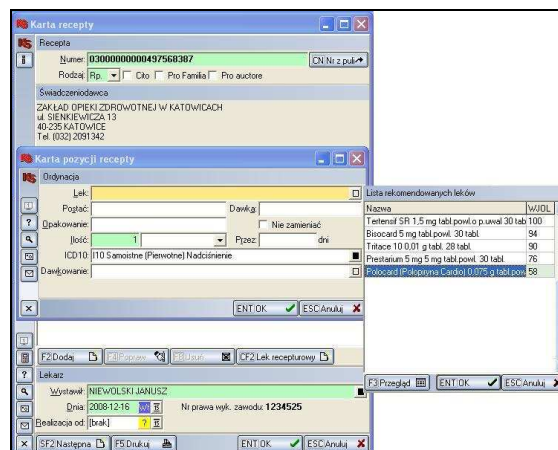 Karta recepty
Recepta
Numer: 03000000000497568387
CN Nr z puli
Rodzaj: Rp. Cito Pro Familia Pro auctore
Świadczeniodawca
ZAKŁAD OPIEKI ZDROWOTNEJ W KATOWICACH
ul. SIENKIEWICZA 13
40-235 KATOWICE
Tel. (032) 2091342
Karta pozycji recepty
Ordynacja
Lek:
Postać: Dawka:
Opakowanie: Nie zamieniać
Ilość: 1 Przez: dni
ICD10: I10 Samoistne (Pierwotne) Nadciśnienie
Dawkowanie:
ENT OK ESC Anuluj
Lista rekomendowanych leków
Nazwa WJOL
Tertensif SR 1,5 mg tabl.powl.o p.uwal 30 tab 100
Bisocard 5 mg tabl.powl. 30 tabl. 94
Tritace 10 0,01 g tabl. 28 tabl. 90
Prestarium 5 mg 5 mg tabl.powl. 30 tabl. 76
Polocard (Polopiryna Cardio) 0,075 g tabl.pow 58
F3 Przegląd ENT OK ESC Anuluj
F2 Dodaj F4 Popraw F8 Usuń CF2 Lek recepturowy
Lekarz
Wystawił: NIEWOLSKI JANUSZ
Dnia: 2008-12-16 Wt Nr prawa wyk. zawodu: 1234525
Realizacja od: [brak]
SF2 Następna F5 Drukuj ENT OK ESC Anuluj